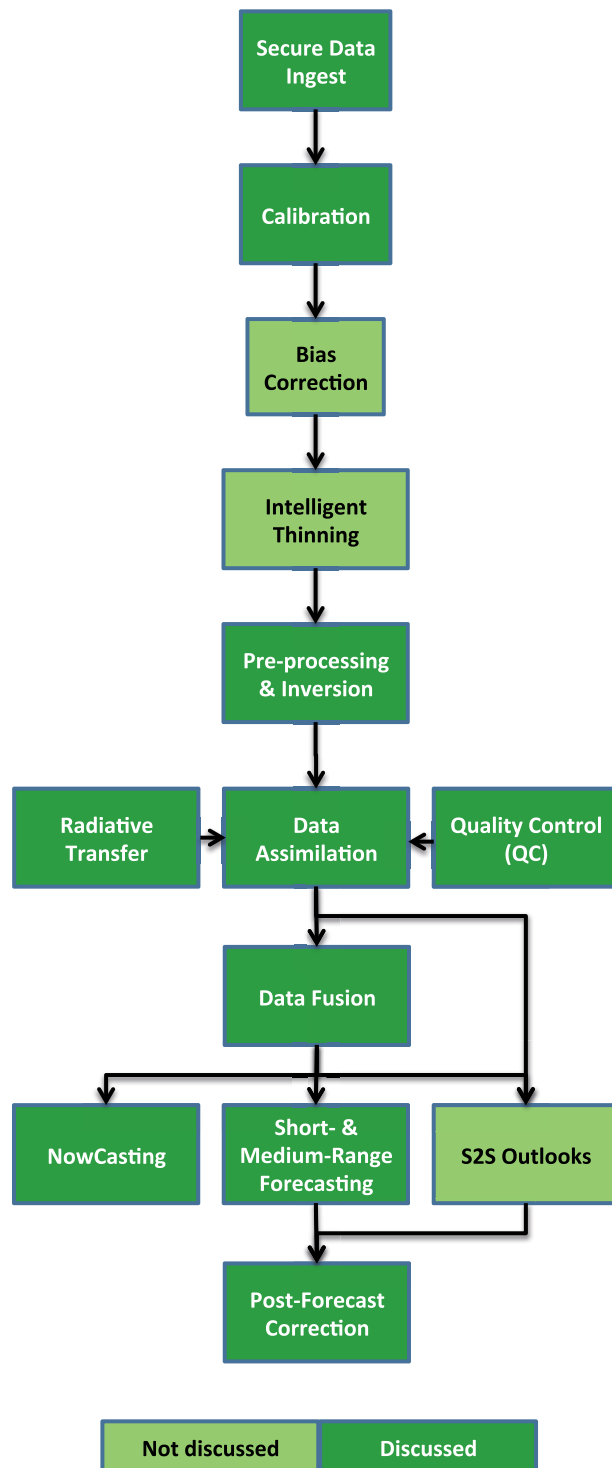 Secure Data
Ingest
Calibration
Bias
Correction
Intelligent
Thinning
Pre-processing
& Inversion
Radiative
Transfer
Data
Assimilation
Quality Control
(QC)
Data Fusion
NowCasting
Short- &
Medium-Range
Forecasting
S2S Outlooks
Post-Forecast
Correction
Not discussed
Discussed